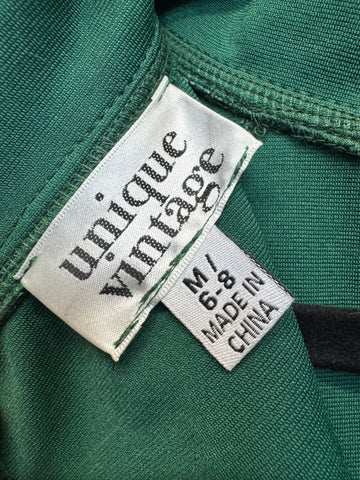 unique
vintage
M/
6-8
MADE IN
CHINA